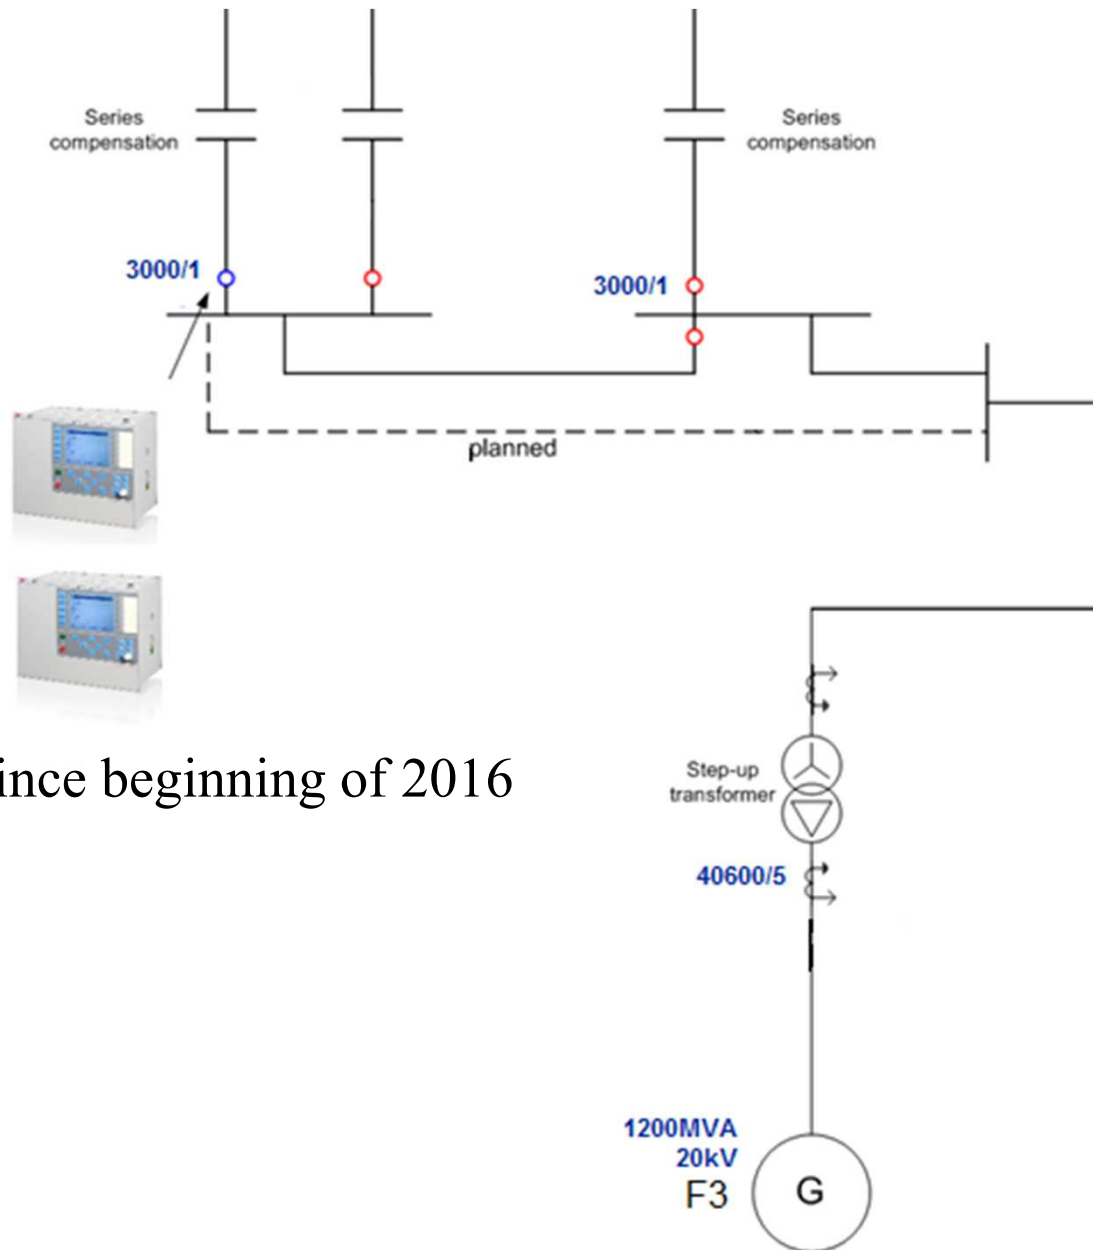 Series
compensation
Series
compensation
3000/1
3000/1
planned
ince beginning of 2016
Step-up
transformer
40600/5
1200MVA
20kV
F3
G